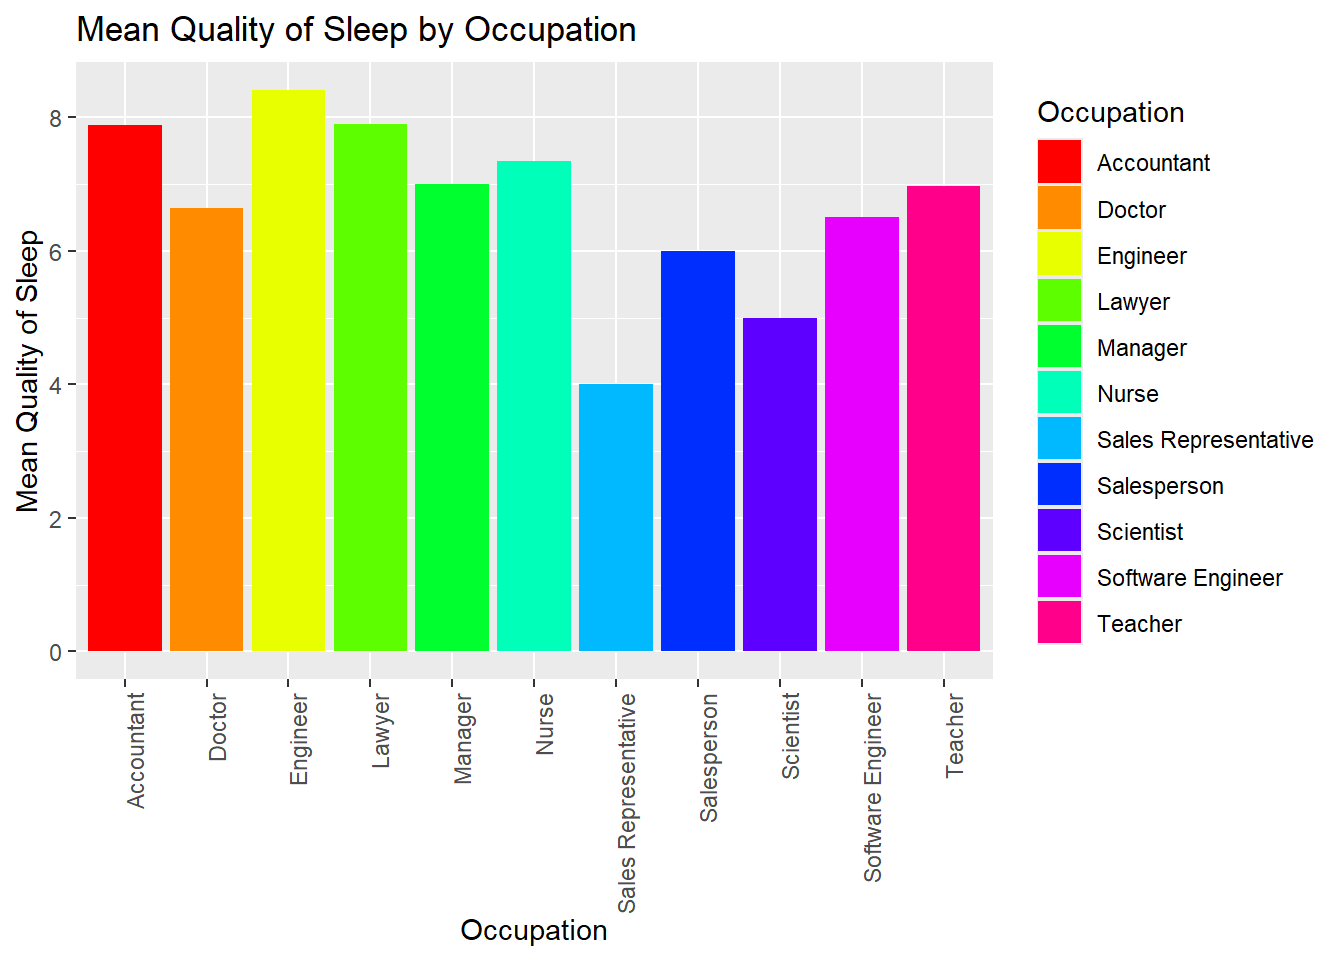 Mean Quality of Sleep by Occupation
Mean Quality of Sleep
8
6
4
2
0
Accountant
Doctor
Engineer
Lawyer
Manager
Nurse
Sales Representative
Salesperson
Scientist
Software Engineer
Teacher
Occupation
Occupation
Accountant
Doctor
Engineer
Lawyer
Manager
Nurse
Sales Representative
Salesperson
Scientist
Software Engineer
Teacher